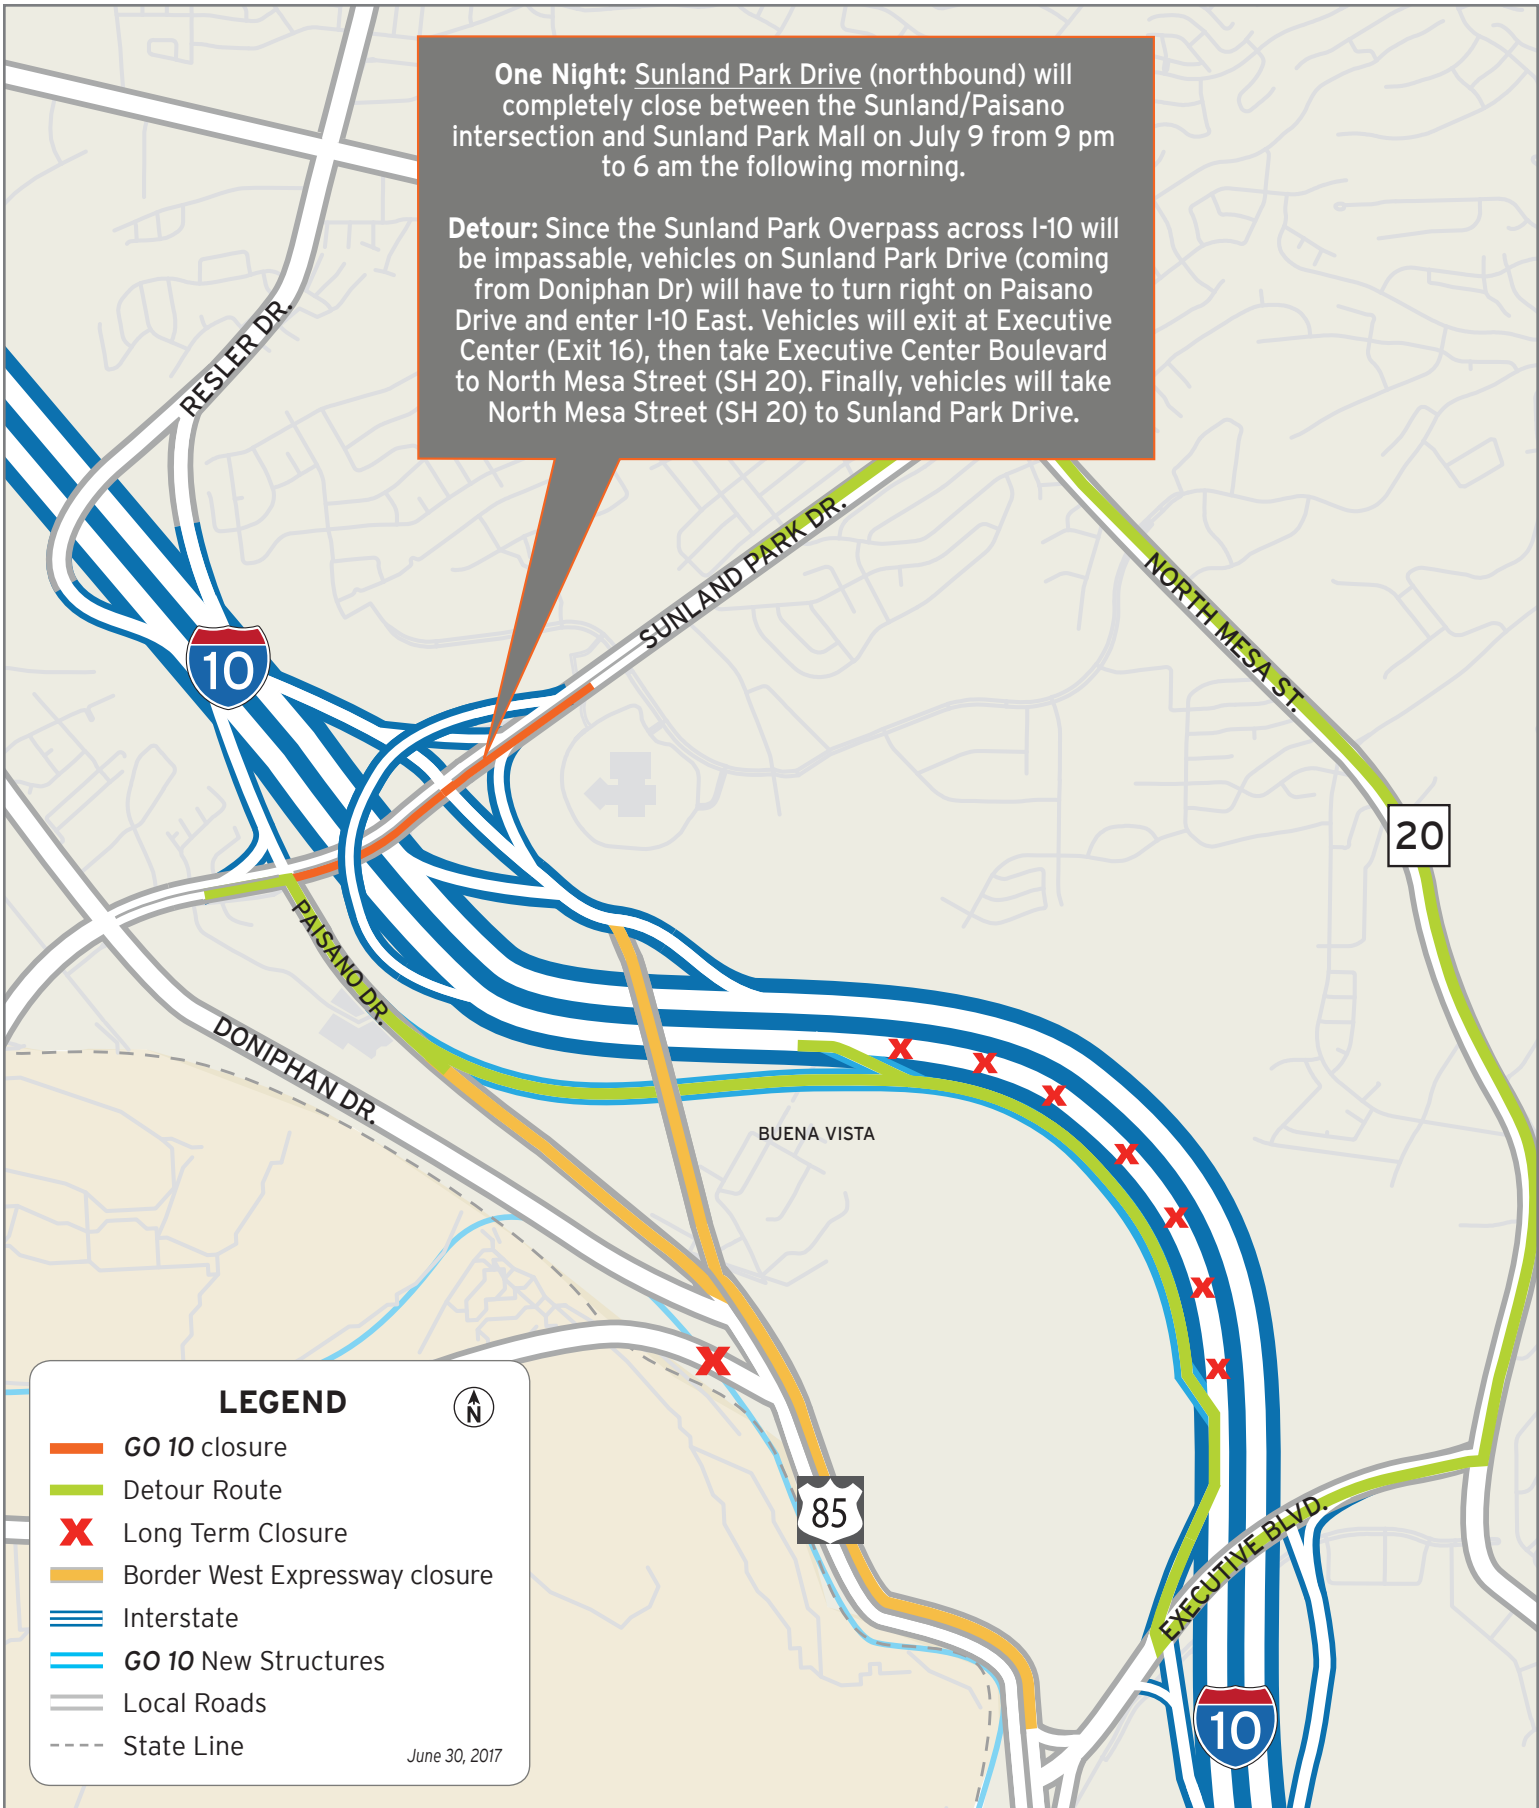 One Night: Sunland Park Drive (northbound) will
completely close between the Sunland/Paisano
intersection and Sunland Park Mall on July 9 from 9 pm
to 6 am the following morning.
Detour: Since the Sunland Park Overpass across I-10 will
be impassable, vehicles on Sunland Park Drive (coming
from Doniphan Dr) will have to turn right on Paisano
Drive and enter I-10 East. Vehicles will exit at Executive
Center (Exit 16), then take Executive Center Boulevard
to North Mesa Street (SH 20). Finally, vehicles will take
North Mesa Street (SH 20) to Sunland Park Drive.
RESLER DR.
SUNLAND PARK DR.
NORTH MESA ST.
10
20
PAISANO DR.
DONIPHAN DR.
BUENA VISTA
85
EXECUTIVE BLVD.
10
LEGEND
N
GO 10 closure
Detour Route
X Long Term Closure
Border West Expressway closure
Interstate
GO 10 New Structures
Local Roads
State Line
June 30, 2017